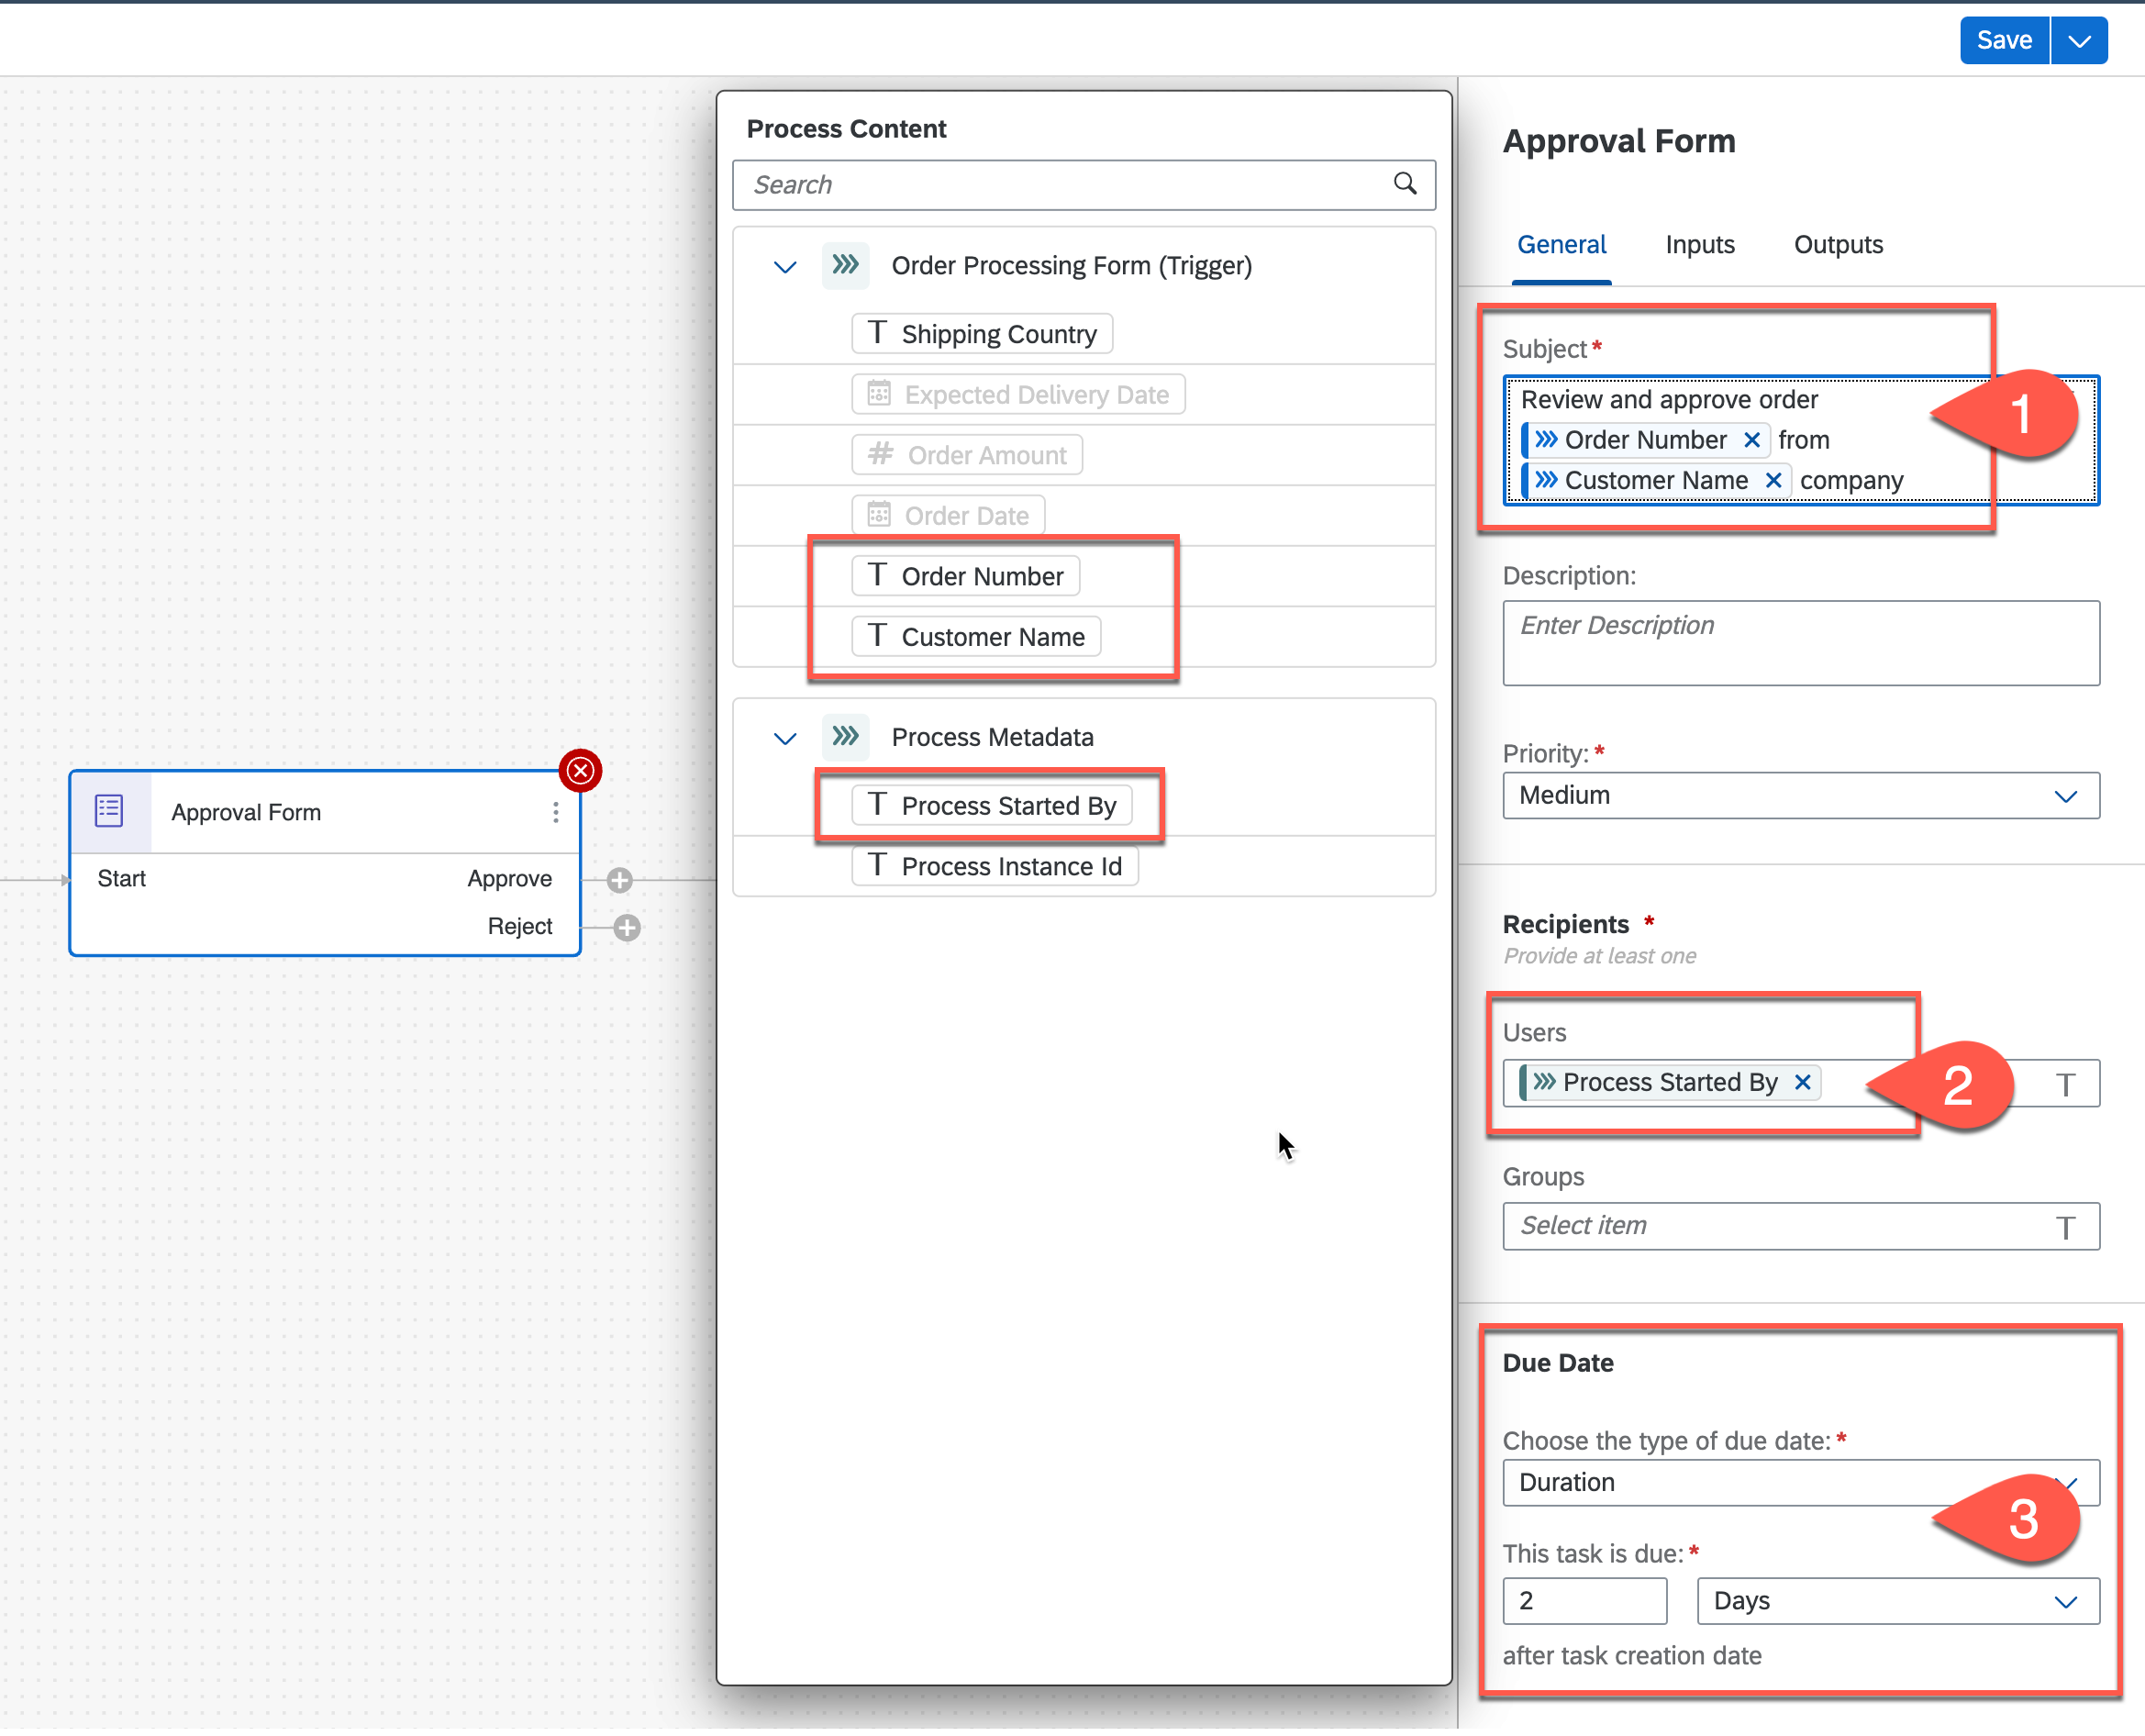 Save
Process Content
Search
Order Processing Form (Trigger)
T Shipping Country
Expected Delivery Date
# Order Amount
Order Date
T Order Number
T Customer Name
Process Metadata
T Process Started By
T Process Instance Id
Approval Form
Start
Approve
Reject
Approval Form
General Inputs Outputs
Subject*
Review and approve order
Order Number × from
Customer Name × company
1
Description:
Enter Description
Priority: *
Medium
Recipients *
Provide at least one
Users
Process Started By × T
2
Groups
Select item T
Due Date
Choose the type of due date: *
Duration
3
This task is due: *
2 Days
after task creation date